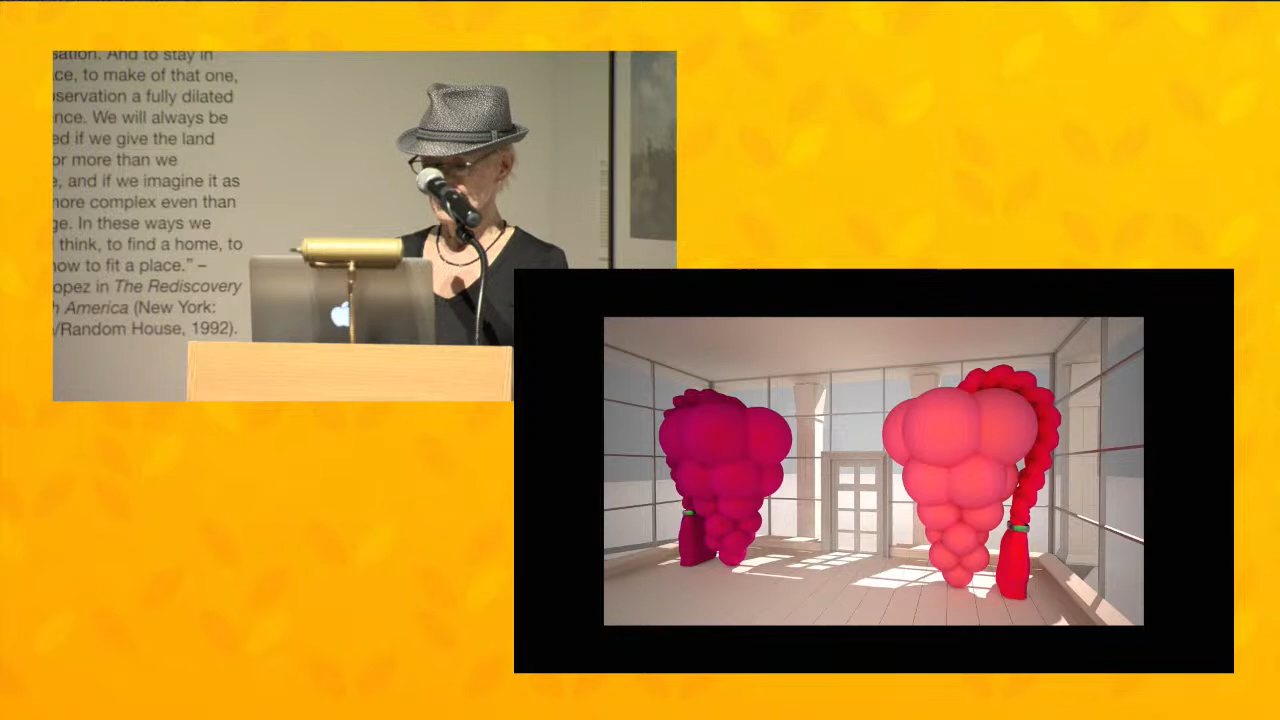 sation. And to stay in
ce, to make of that one,
servation a fully dilated
nce. We will always be
ed if we give the land
or more than we
e, and if we imagine it as
more complex even than
ge. In these ways we
think, to find a home, to
how to fit a place.” –
opez in The Rediscovery
h America (New York:
/Random House, 1992).